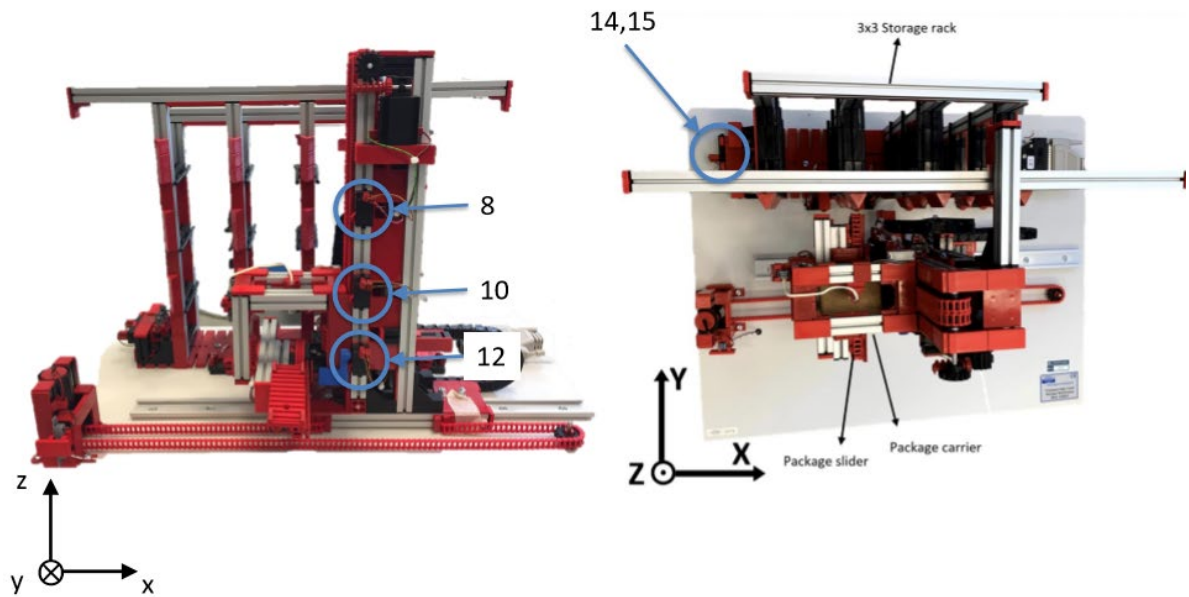 14,15
3x3 Storage rack
8
10
12
Y
X
Z
Package slider
Package carrier
z
y
x